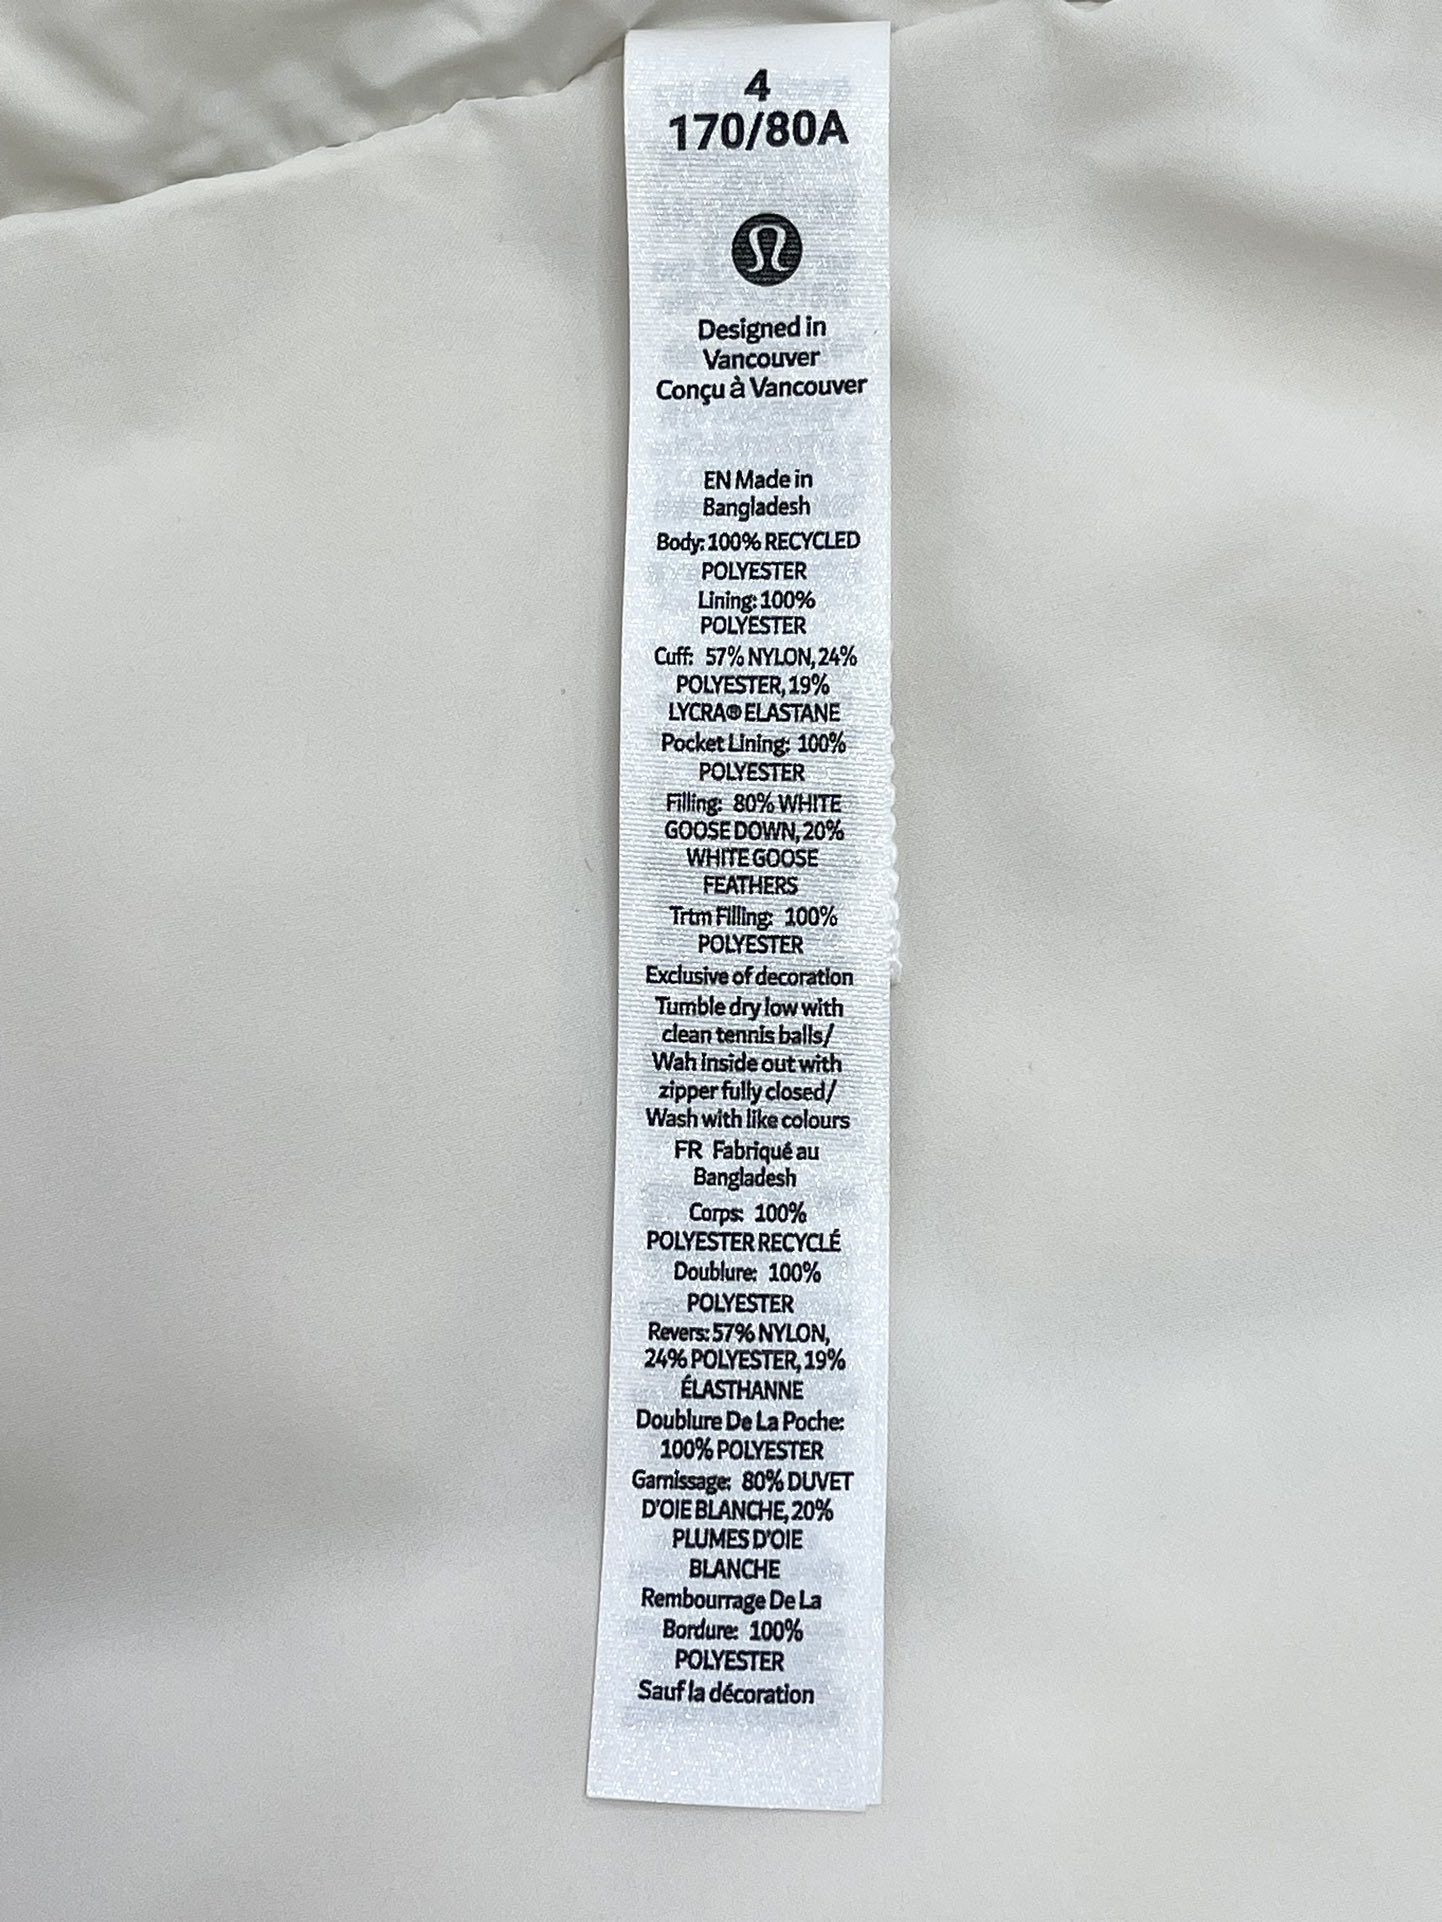 4
170/80A
Designed in
Vancouver
Conçu à Vancouver
EN Made in
Bangladesh
Body: 100% RECYCLED
POLYESTER
Lining: 100%
POLYESTER
Cuff: 57% NYLON, 24%
POLYESTER, 19%
LYCRA® ELASTANE
Pocket Lining: 100%
POLYESTER
Filling: 80% WHITE
GOOSE DOWN, 20%
WHITE GOOSE
FEATHERS
Trtm Filling: 100%
POLYESTER
Exclusive of decoratlon
Tumble dry low with
clean tennis balls/
Wah inside out with
zipper fully closed/
Wash with like colours
FR Fabriqué au
Bangladesh
Corps: 100%
POLYESTER RECYCLÉ
Doublure: 100%
POLYESTER
Revers: 57% NYLON,
24% POLYESTER, 19%
ÉLASTHANNE
Doublure De La Poche:
100% POLYESTER
Garnissage: 80% DUVET
D'OIE BLANCHE, 20%
PLUMES D'OIE
BLANCHE
Rembourrage De La
Bordure: 100%
POLYESTER
Sauf la décoration